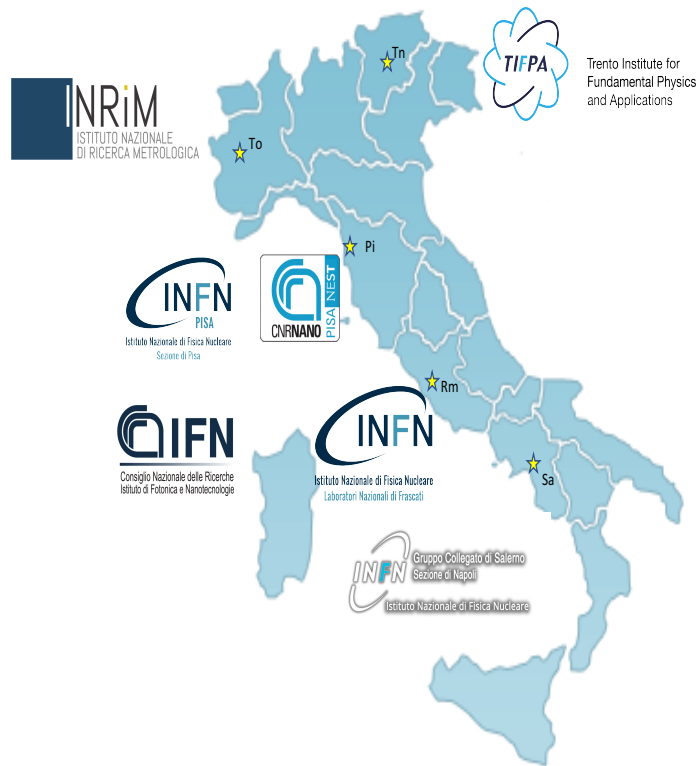 Tn
TIFPA
Trento Institute for
Fundamental Physics
and Applications
INRiM
ISTITUTO NAZIONALE
DI RICERCA METROLOGICA
To
Pi
INFN
PISA
Istituto Nazionale di Fisica Nucleare
Sezione di Pisa
CNRNANO
PISA NEST
Rm
IFN
Consiglio Nazionale delle Ricerche
Istituto di Fotonica e Nanotecnologie
INFN
Istituto Nazionale di Fisica Nucleare
Laboratori Nazionali di Frascati
Sa
INFN
Gruppo Collegato di Salerno
Sezione di Napoli
Istituto Nazionale di Fisica Nucleare